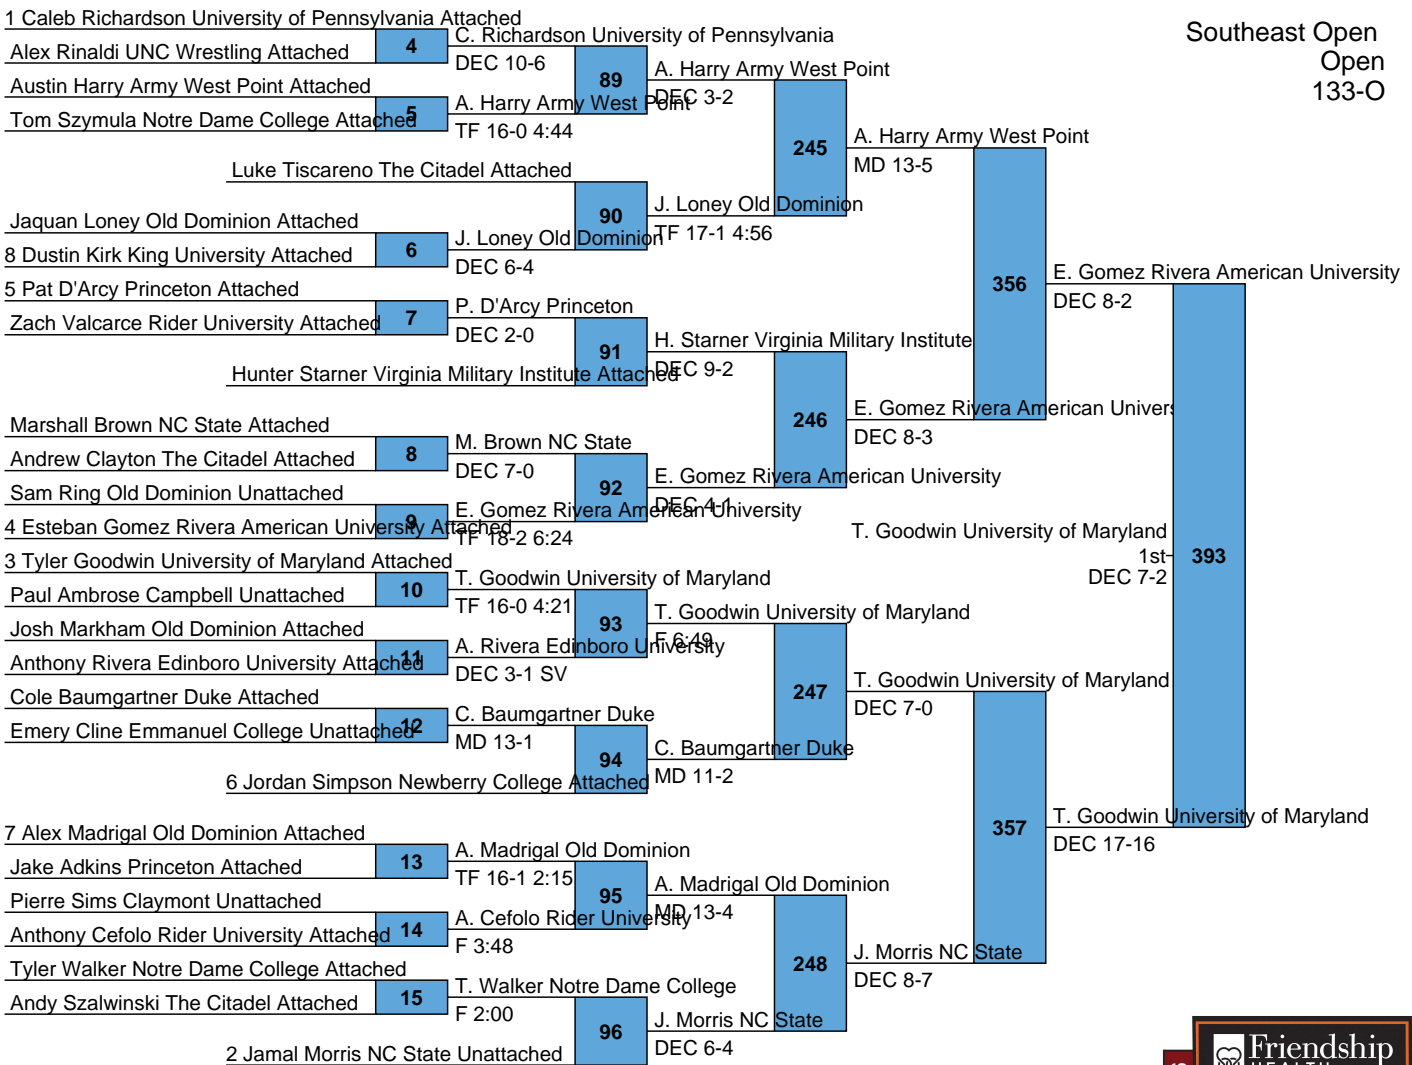 Southeast Open
Open
133-O
1 Caleb Richardson University of Pennsylvania Attached
Alex Rinaldi UNC Wrestling Attached
Austin Harry Army West Point Attached
Tom Szymula Notre Dame College Attached
Luke Tiscareno The Citadel Attached
Jaquan Loney Old Dominion Attached
8 Dustin Kirk King University Attached
5 Pat D'Arcy Princeton Attached
Zach Valcarce Rider University Attached
Hunter Starner Virginia Military Institute Attached
Marshall Brown NC State Attached
Andrew Clayton The Citadel Attached
Sam Ring Old Dominion Unattached
4 Esteban Gomez Rivera American University Attached
3 Tyler Goodwin University of Maryland Attached
Paul Ambrose Campbell Unattached
Josh Markham Old Dominion Attached
Anthony Rivera Edinboro University Attached
Cole Baumgartner Duke Attached
Emery Cline Emmanuel College Unattached
6 Jordan Simpson Newberry College Attached
7 Alex Madrigal Old Dominion Attached
Jake Adkins Princeton Attached
Pierre Sims Claymont Unattached
Anthony Cefolo Rider University Attached
Tyler Walker Notre Dame College Attached
Andy Szalwinski The Citadel Attached
2 Jamal Morris NC State Unattached
4
5
6
7
8
9
10
11
12
13
14
15
C. Richardson University of Pennsylvania
DEC 10-6
A. Harry Army West Point
TF 16-0 4:44
J. Loney Old Dominion
DEC 6-4
P. D'Arcy Princeton
DEC 2-0
M. Brown NC State
DEC 7-0
E. Gomez Rivera American University
TF 18-2 6:24
T. Goodwin University of Maryland
TF 16-0 4:21
A. Rivera Edinboro University
DEC 3-1 SV
C. Baumgartner Duke
MD 13-1
A. Madrigal Old Dominion
TF 16-1 2:15
A. Cefolo Rider University
F 3:48
T. Walker Notre Dame College
F 2:00
89
90
91
92
93
94
95
96
A. Harry Army West Point
DEC 3-2
J. Loney Old Dominion
TF 17-1 4:56
H. Starner Virginia Military Institute
DEC 9-2
E. Gomez Rivera American University
DEC 4-1
T. Goodwin University of Maryland
F 6:49
C. Baumgartner Duke
MD 11-2
A. Madrigal Old Dominion
MD 13-4
J. Morris NC State
DEC 6-4
245
246
247
248
A. Harry Army West Point
MD 13-5
E. Gomez Rivera American Univers
DEC 8-3
T. Goodwin University of Maryland
DEC 7-0
J. Morris NC State
DEC 8-7
356
357
E. Gomez Rivera American University
DEC 8-2
T. Goodwin University of Maryland
DEC 17-16
393
T. Goodwin University of Maryland
1st
DEC 7-2
Friendship